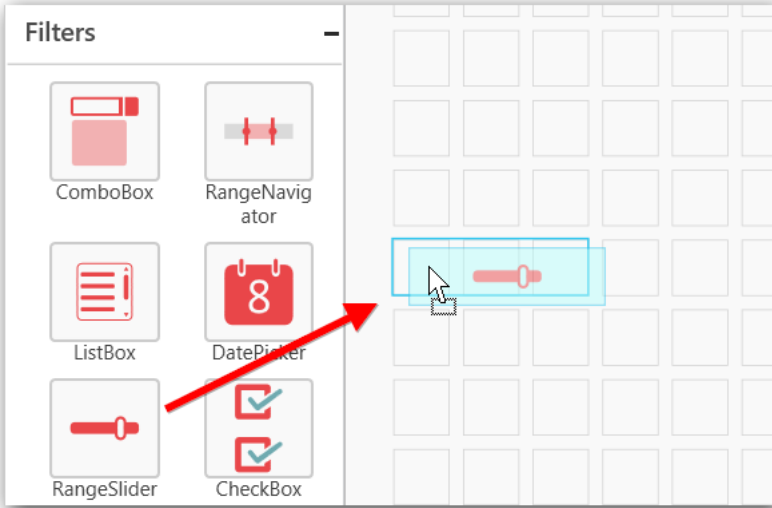 Filters
ComboBox
RangeNavig
ator
ListBox
8
DatePicker
RangeSlider
CheckBox